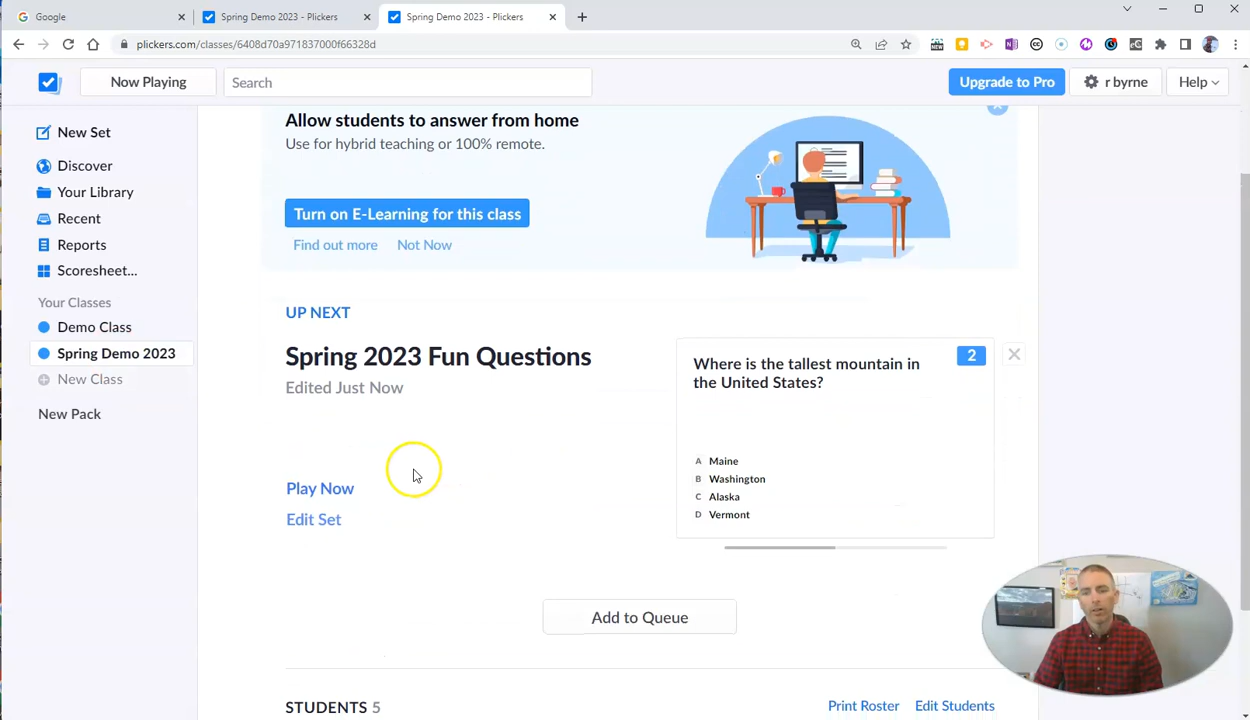 Google
Spring Demo 2023 - Plickers
Spring Demo 2023 - Plickers
plickers.com/classes/6408d70a971837000f66328d
Now Playing
Search
Upgrade to Pro
r byrne
Help
New Set
Discover
Your Library
Recent
Reports
Scoresheet...
Your Classes
Demo Class
Spring Demo 2023
New Class
New Pack
Allow students to answer from home
Use for hybrid teaching or 100% remote.
Turn on E-Learning for this class
Find out more Not Now
UP NEXT
Spring 2023 Fun Questions
Edited Just Now
Play Now
Edit Set
Where is the tallest mountain in
the United States?
2
A Maine
B Washington
C Alaska
D Vermont
Add to Queue
STUDENTS 5
Print Roster Edit Students